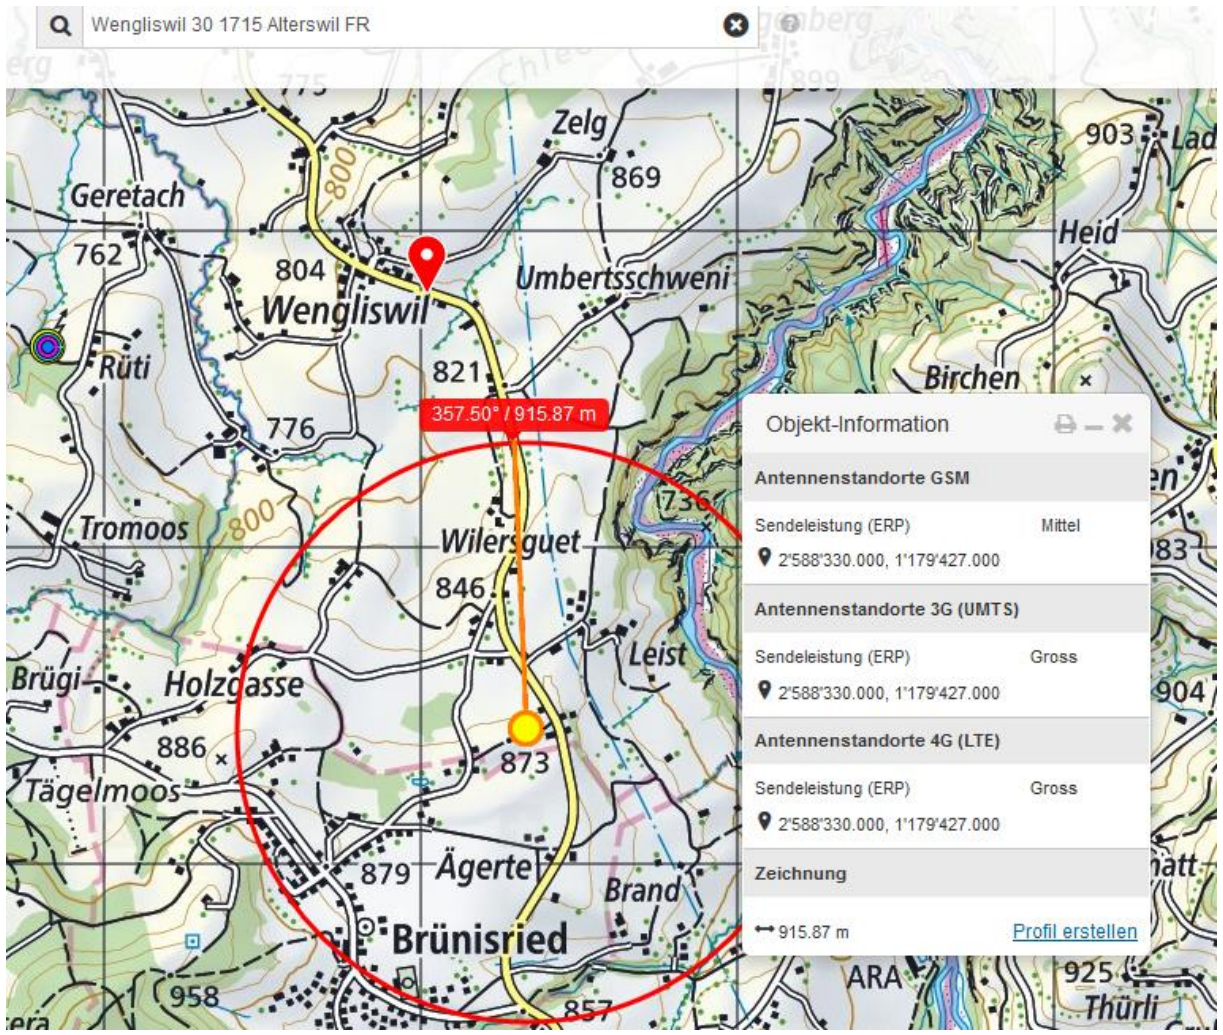 Wengliswil 30 1715 Alterswil FR
775
899
Zelg
903
869
800
Geretach
Heid
762
804
Umbertsschweni
Wengliswil
Rüti
821
Birchen
357.50° / 915.87 m
776
Objekt-Information
Antennenstandorte GSM
736
800
Tromoos
Sendeleistung (ERP) Mittel
Wilersguet
2'588'330.000, 1'179'427.000
846
Antennenstandorte 3G (UMTS)
Leist
Sendeleistung (ERP) Gross
Brügi
Holzgasse
2'588'330.000, 1'179'427.000
904
886
Antennenstandorte 4G (LTE)
873
Tägelmoos
Sendeleistung (ERP) Gross
2'588'330.000, 1'179'427.000
879
Ägerte
Zeichnung
Brand
Brünisried
915.87 m Profil erstellen
ARA
925
958
857
Thürli